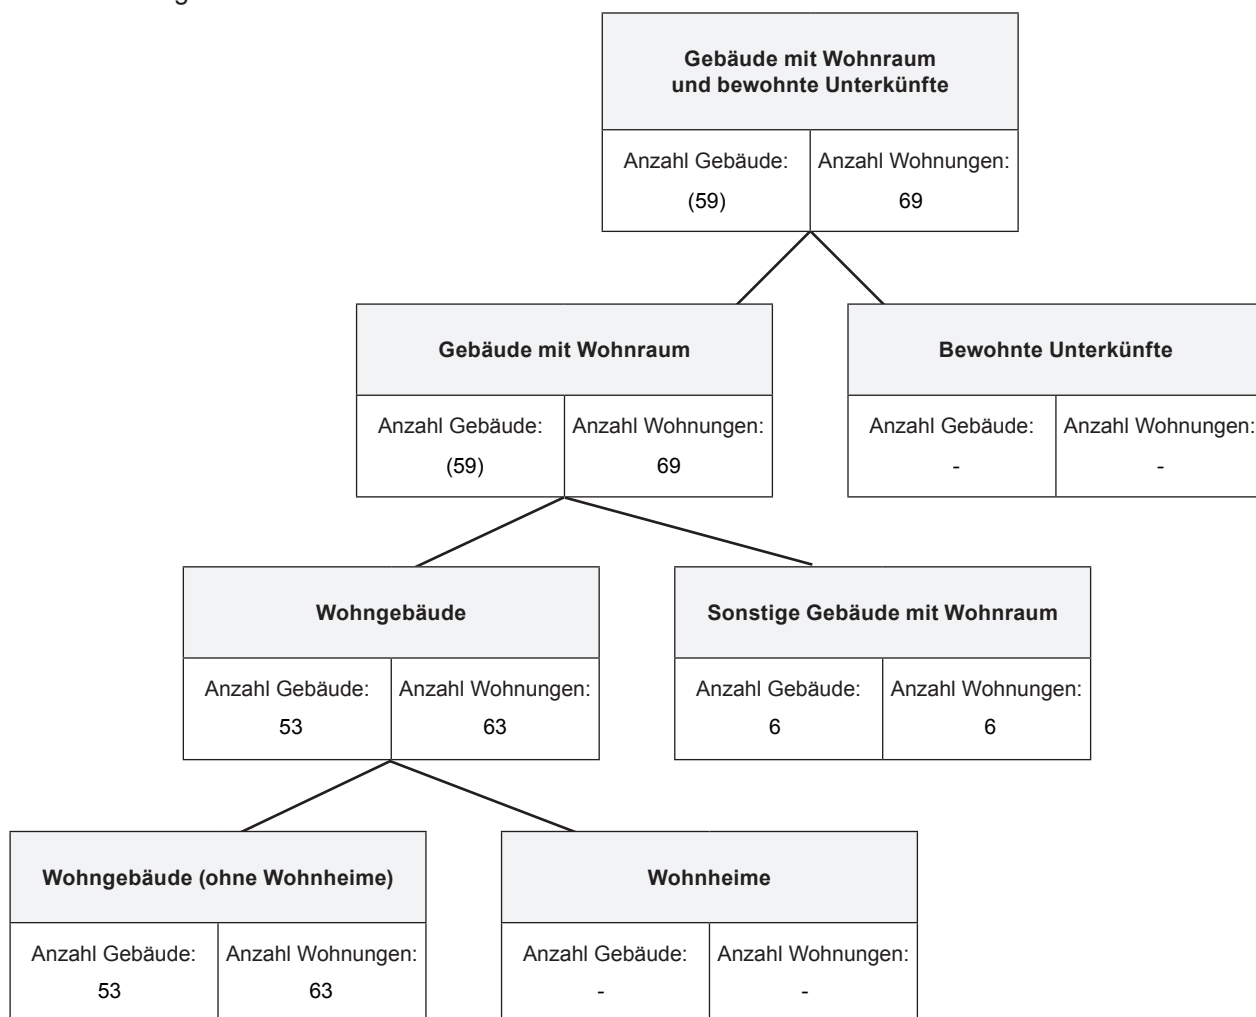 Gebäude mit Wohnraum
und bewohnte Unterkünfte
Anzahl Gebäude: Anzahl Wohnungen:
(59) 69
Gebäude mit Wohnraum Bewohnte Unterkünfte
Anzahl Gebäude: Anzahl Wohnungen: Anzahl Gebäude: Anzahl Wohnungen:
(59) 69 - -
Wohngebäude Sonstige Gebäude mit Wohnraum
Anzahl Gebäude: Anzahl Wohnungen: Anzahl Gebäude: Anzahl Wohnungen:
53 63 6 6
Wohngebäude (ohne Wohnheime) Wohnheime
Anzahl Gebäude: Anzahl Wohnungen: Anzahl Gebäude: Anzahl Wohnungen:
53 63 - -